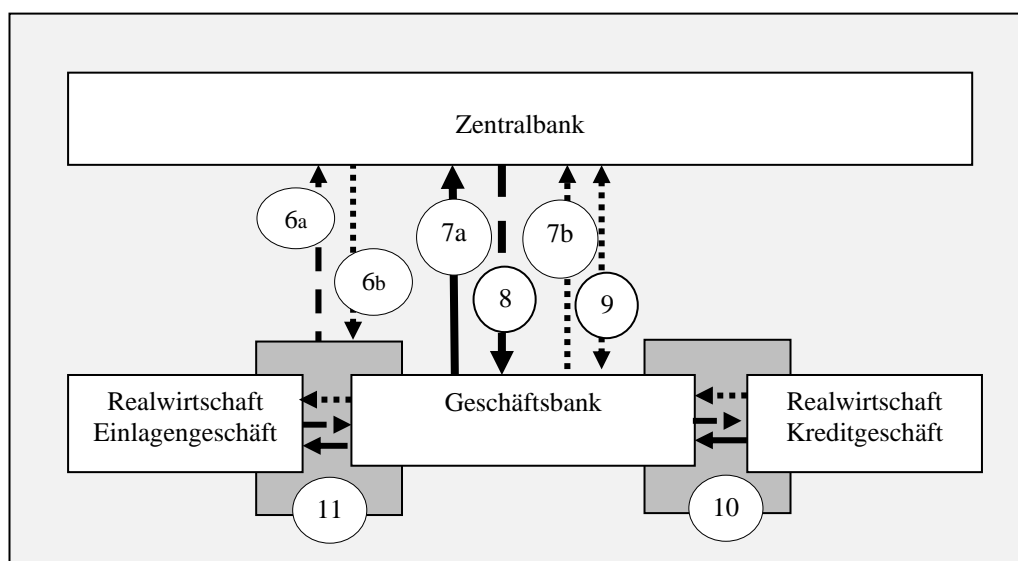 Zentralbank
6a
7a
7b
6b
8
9
Realwirtschaft
Einlagengeschäft
Geschäftsbank
Realwirtschaft
Kreditgeschäft
11
10